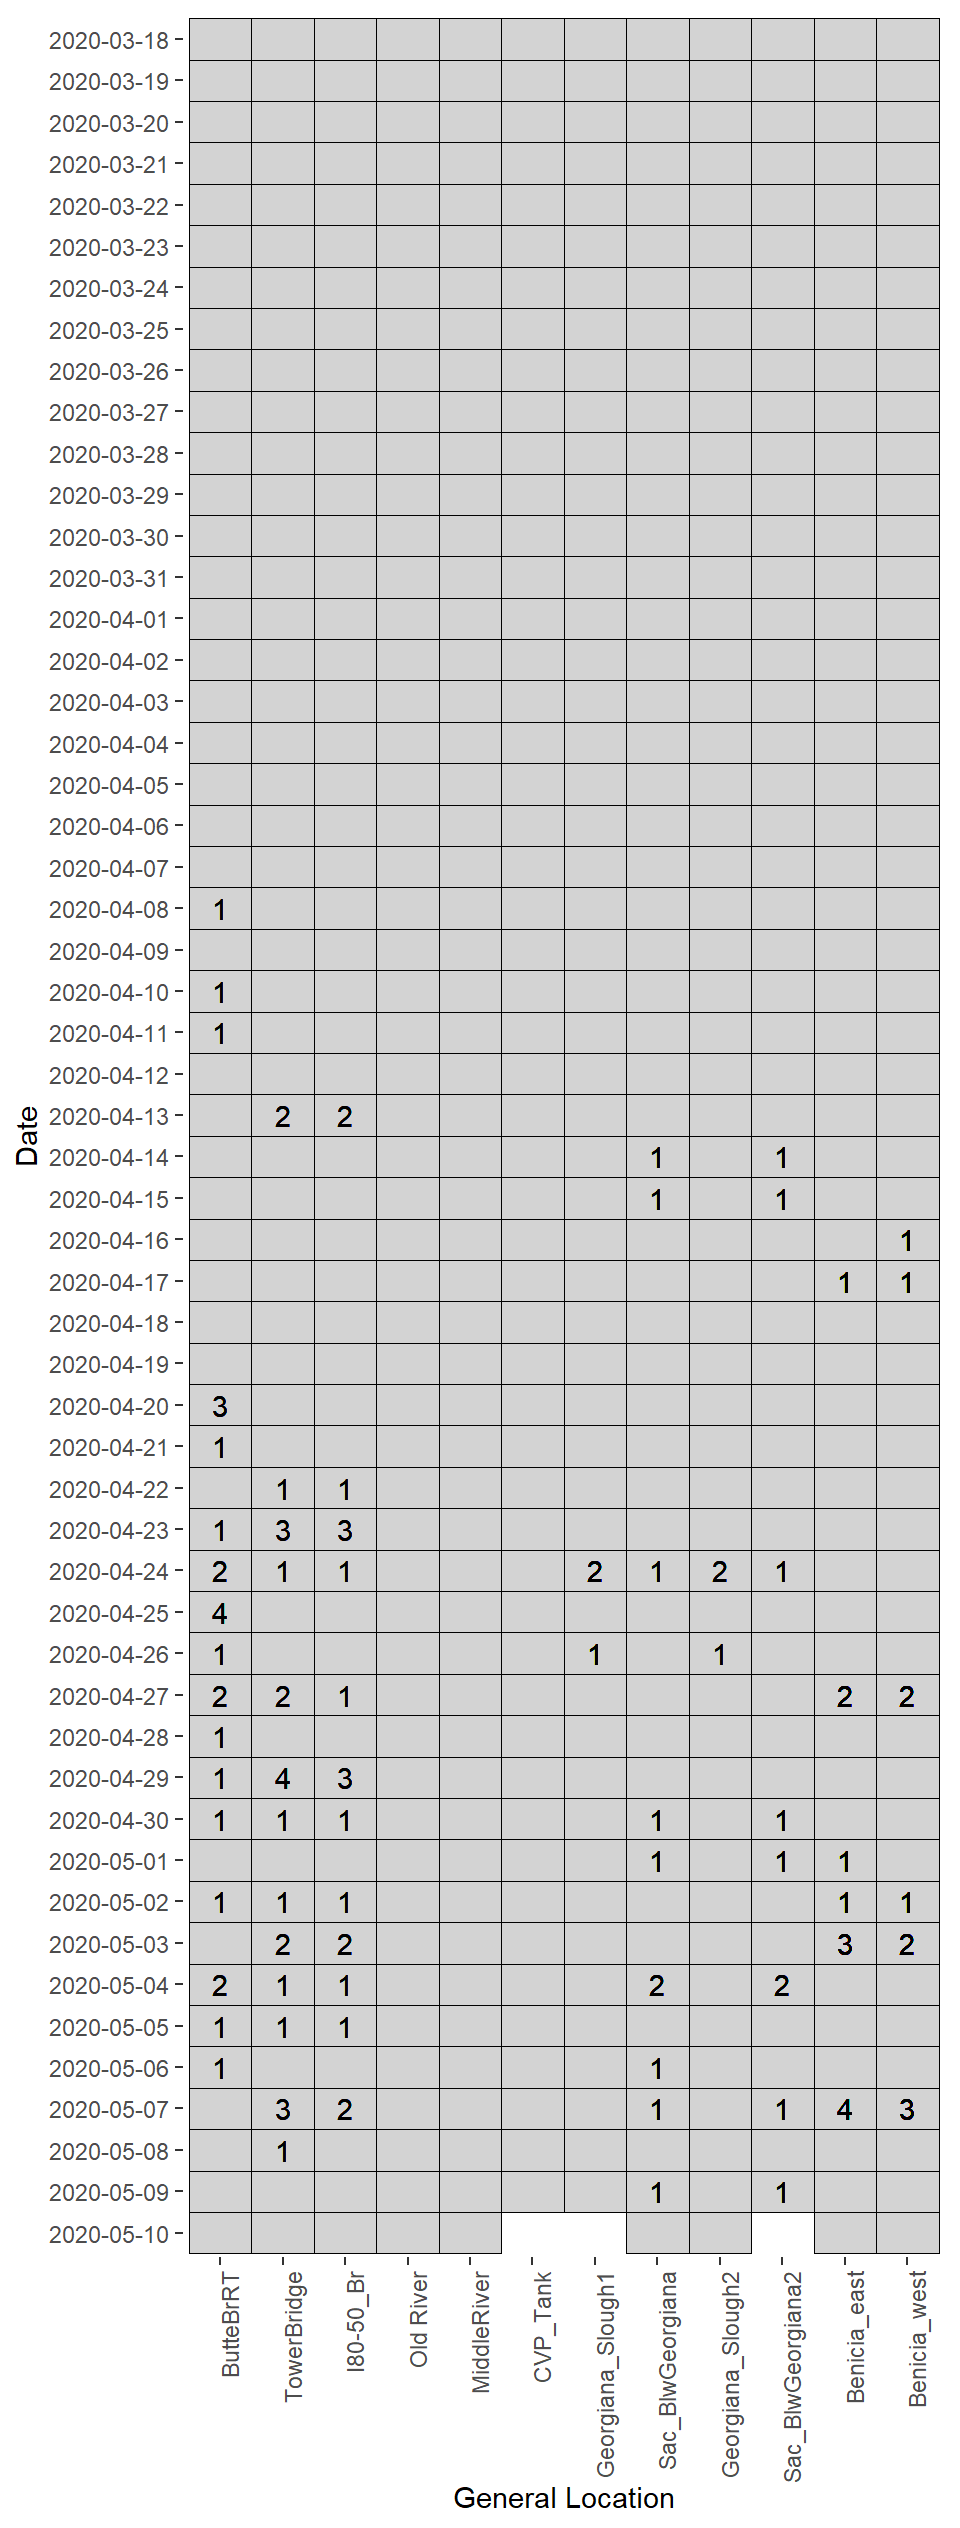 2020-03-18
2020-03-19
2020-03-20
2020-03-21
2020-03-22
2020-03-23
2020-03-24
2020-03-25
2020-03-26
2020-03-27
2020-03-28
2020-03-29
2020-03-30
2020-03-31
2020-04-01
2020-04-02
2020-04-03
2020-04-04
2020-04-05
2020-04-06
2020-04-07
2020-04-08 1
2020-04-09
2020-04-10 1
2020-04-11 1
2020-04-12
2020-04-13 2 2
2020-04-14 1 1
2020-04-15 1 1
2020-04-16 1
2020-04-17 1 1
2020-04-18
2020-04-19
2020-04-20 3
2020-04-21 1
2020-04-22 1 1
2020-04-23 1 3 3
2020-04-24 2 1 1 2 1 2 1
2020-04-25 4
2020-04-26 1 1 1
2020-04-27 2 2 1 2 2
2020-04-28 1
2020-04-29 1 4 3
2020-04-30 1 1 1 1 1
2020-05-01 1 1 1
2020-05-02 1 1 1 1 1
2020-05-03 2 2 3 2
2020-05-04 2 1 1 2 2
2020-05-05 1 1 1
2020-05-06 1 1
2020-05-07 3 2 1 1 4 3
2020-05-08 1
2020-05-09 1 1
2020-05-10
Date
ButteBrRT
TowerBridge
I80-50_Br
Old River
MiddleRiver
CVP_Tank
Georgiana_Slough1
Sac_BlwGeorgiana
Georgiana_Slough2
Sac_BlwGeorgiana2
Benicia_east
Benicia_west
General Location